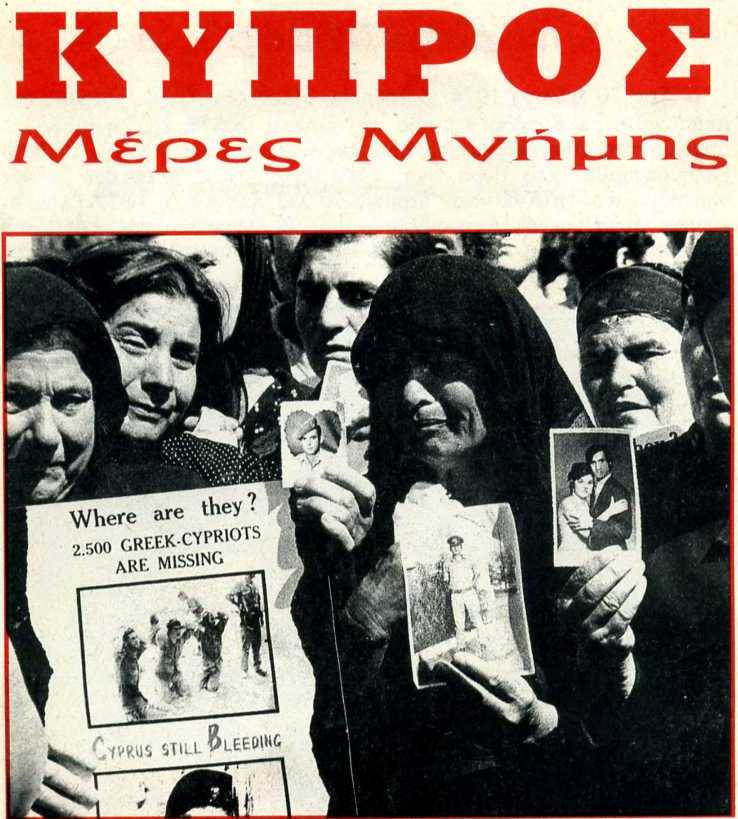 ΚΥΠΡΟΣ
Μέρες Μνήμης
Where are they?
2.500 GREEK-CYPRIOTS
ARE MISSING
CYPRUS STILL BLEEDING